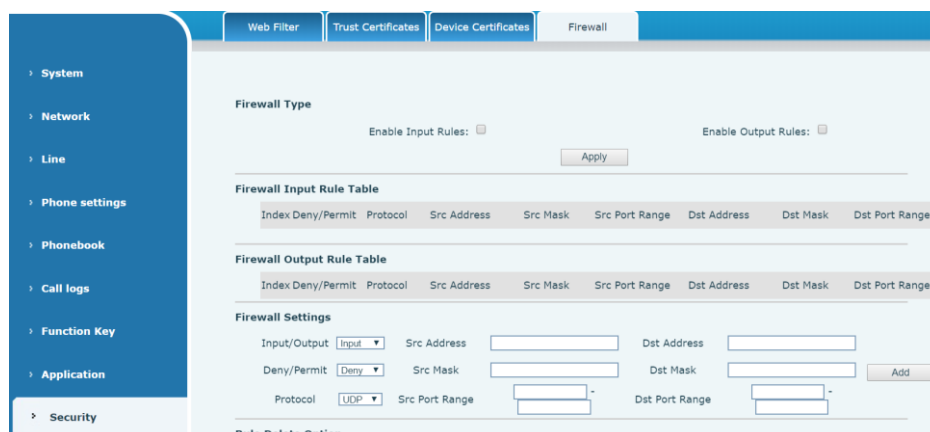 Web Filter Trust Certificates Device Certificates Firewall
› System
› Network
› Line
› Phone settings
› Phonebook
› Call logs
› Function Key
› Application
› Security
Firewall Type
Enable Input Rules: Enable Output Rules:
Apply
Firewall Input Rule Table
Index Deny/Permit Protocol Src Address Src Mask Src Port Range Dst Address Dst Mask Dst Port Range
Firewall Output Rule Table
Index Deny/Permit Protocol Src Address Src Mask Src Port Range Dst Address Dst Mask Dst Port Range
Firewall Settings
Input/Output Input Src Address Dst Address
Deny/Permit Deny Src Mask Dst Mask Add
Protocol UDP Src Port Range - Dst Port Range -
Rule Delete Option